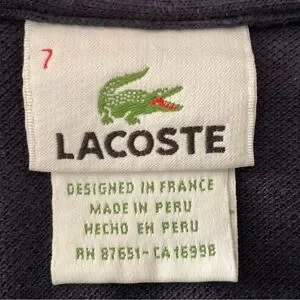 7
LACOSTE
DESIGNED IN FRANCE
MADE IN PERU
HECHO EN PERU
RN 87651-CA 16998